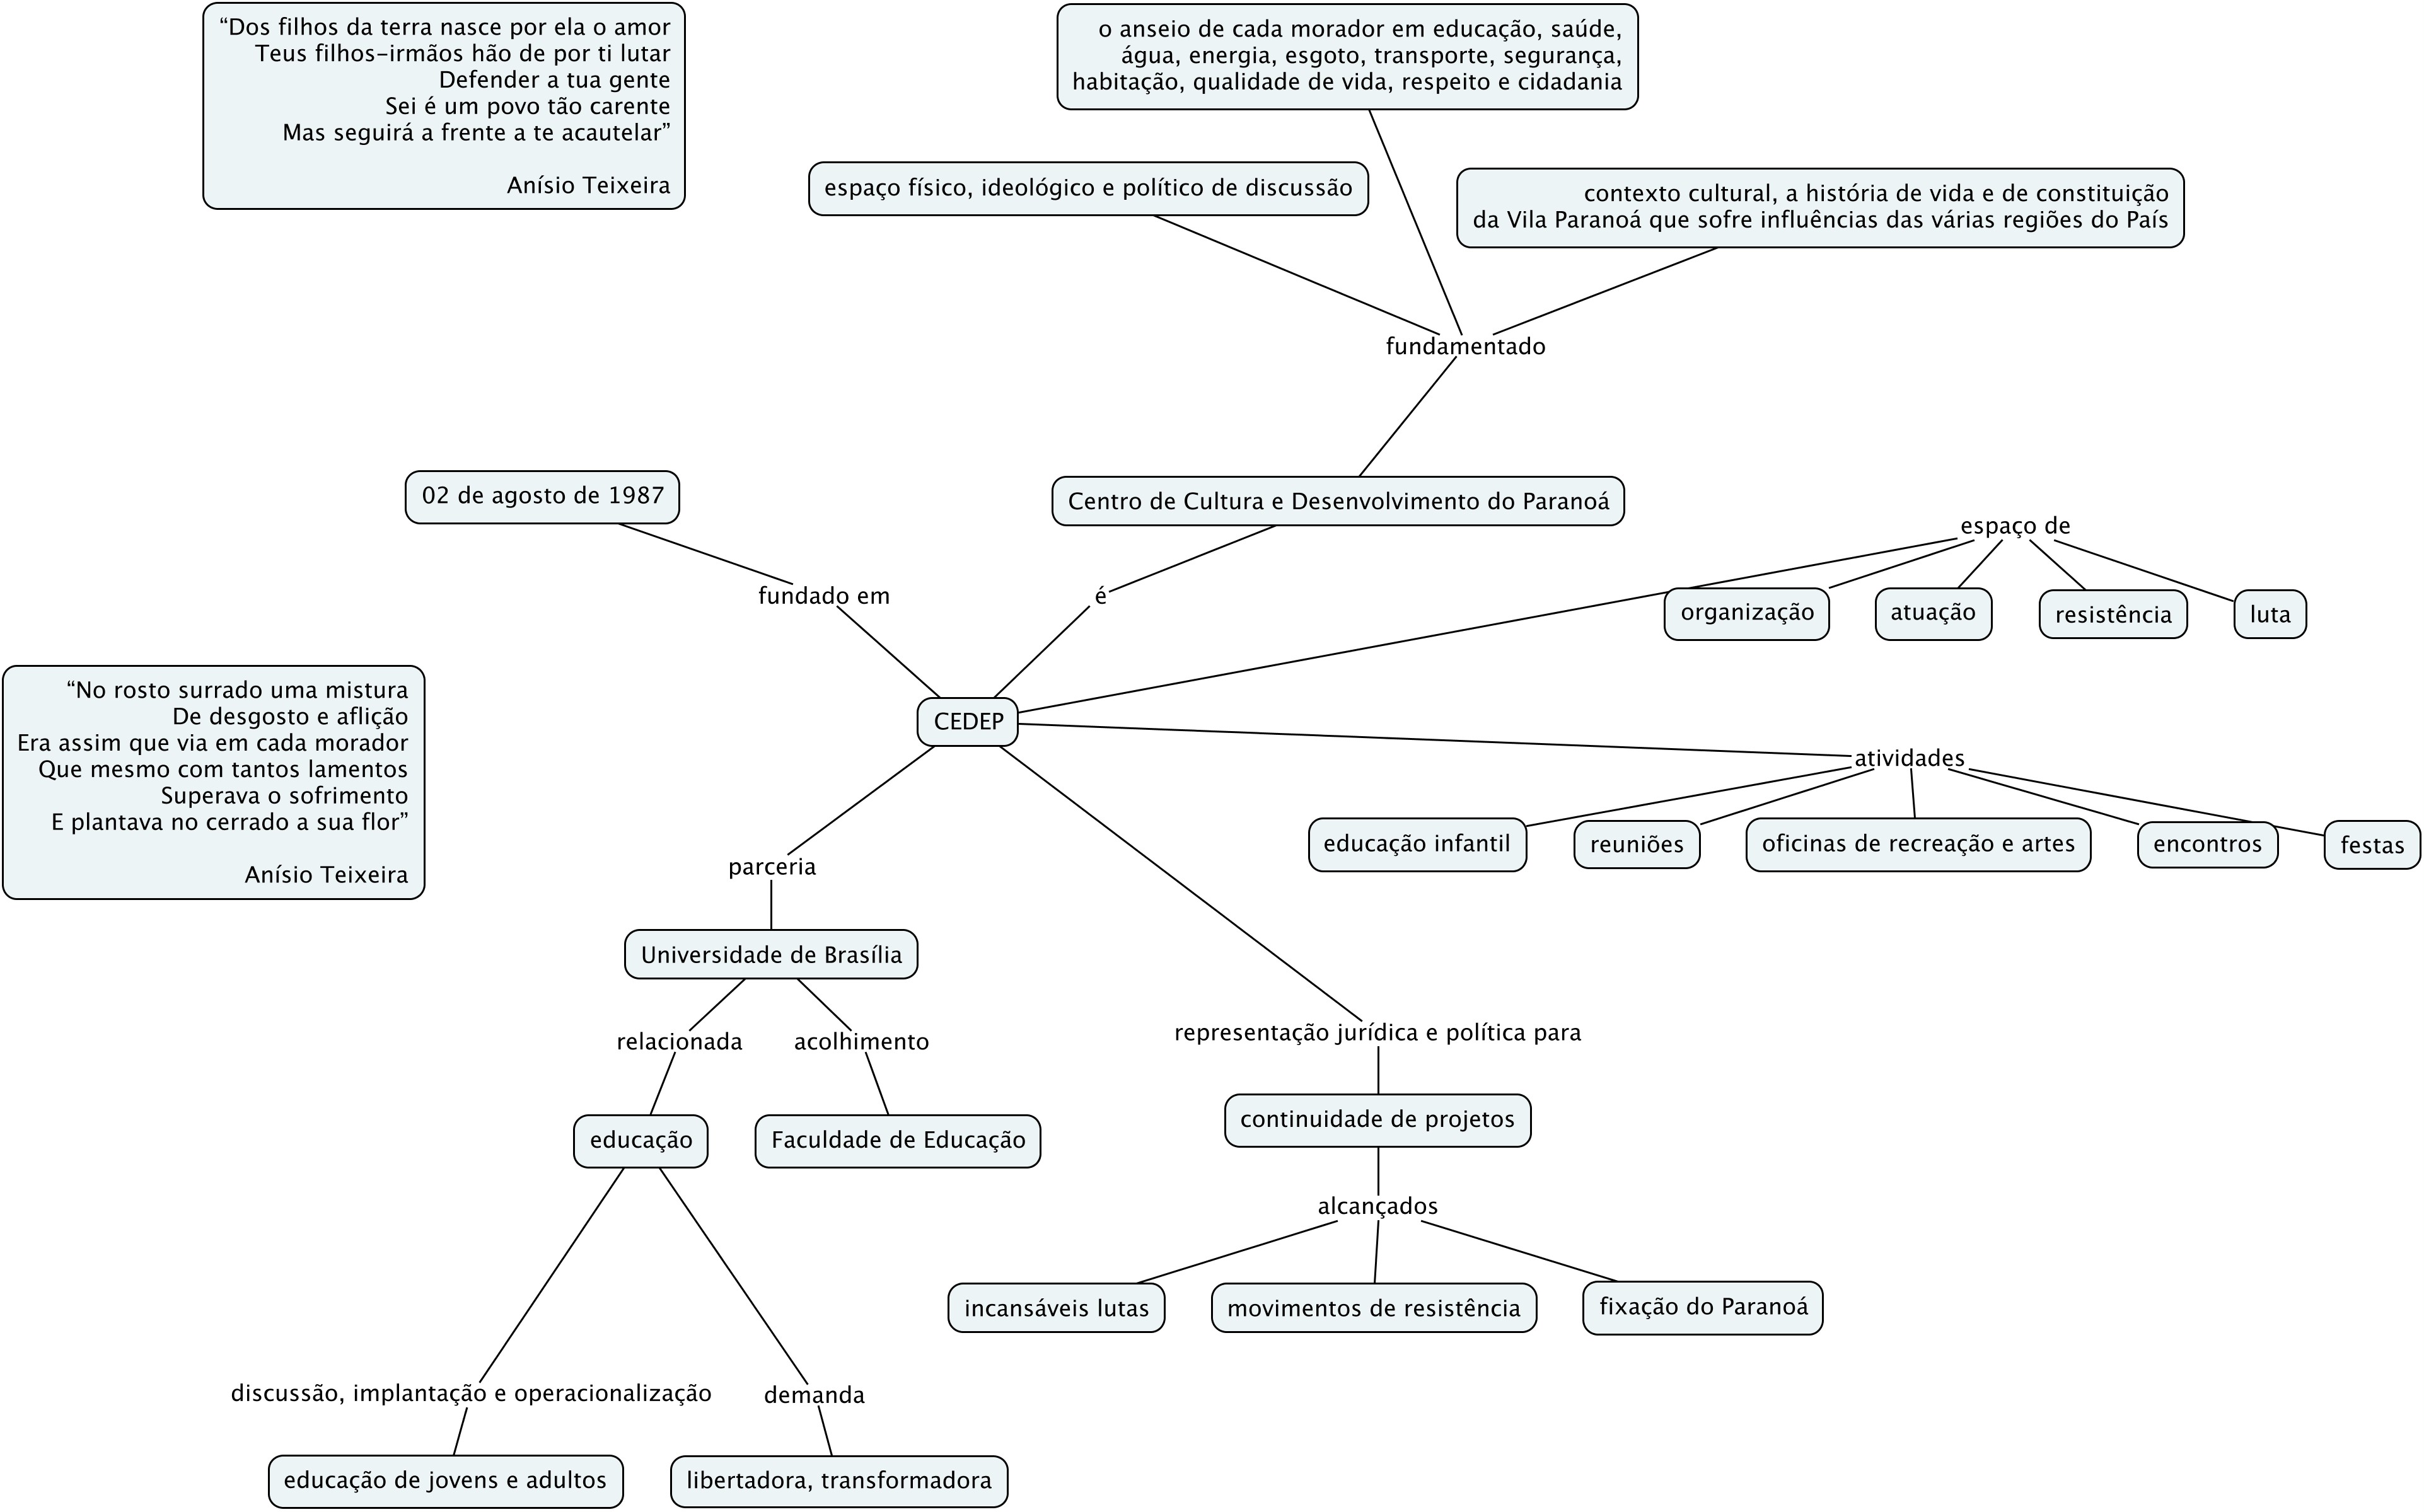 “Dos filhos da terra nasce por ela o amor
Teus filhos-irmãos hão de por ti lutar
Defender a tua gente
Sei é um povo tão carente
Mas seguirá a frente a te acautelar”
Anísio Teixeira
o anseio de cada morador em educação, saúde,
água, energia, esgoto, transporte, segurança,
habitação, qualidade de vida, respeito e cidadania
espaço físico, ideológico e político de discussão
contexto cultural, a história de vida e de constituição
da Vila Paranoá que sofre influências das várias regiões do País
fundamentado
02 de agosto de 1987
Centro de Cultura e Desenvolvimento do Paranoá
espaço de
fundado em
é
organização
atuação
resistência
luta
“No rosto surrado uma mistura
De desgosto e aflição
Era assim que via em cada morador
Que mesmo com tantos lamentos
Superava o sofrimento
E plantava no cerrado a sua flor”
Anísio Teixeira
CEDEP
atividades
educação infantil
reuniões
oficinas de recreação e artes
encontros
festas
parceria
Universidade de Brasília
relacionada
acolhimento
representação jurídica e política para
educação
Faculdade de Educação
continuidade de projetos
alcançados
incansáveis lutas
movimentos de resistência
fixação do Paranoá
discussão, implantação e operacionalização
demanda
educação de jovens e adultos
libertadora, transformadora